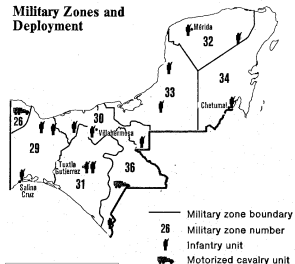 Military Zones and
Deployment
Mérida
32
34
33
Chetumal
26
30
29
Villahermosa
Tuxtla
Gutierrez
31
36
Salina
Cruz
Military zone boundary
26 Military zone number
Infantry unit
Motorized cavalry unit